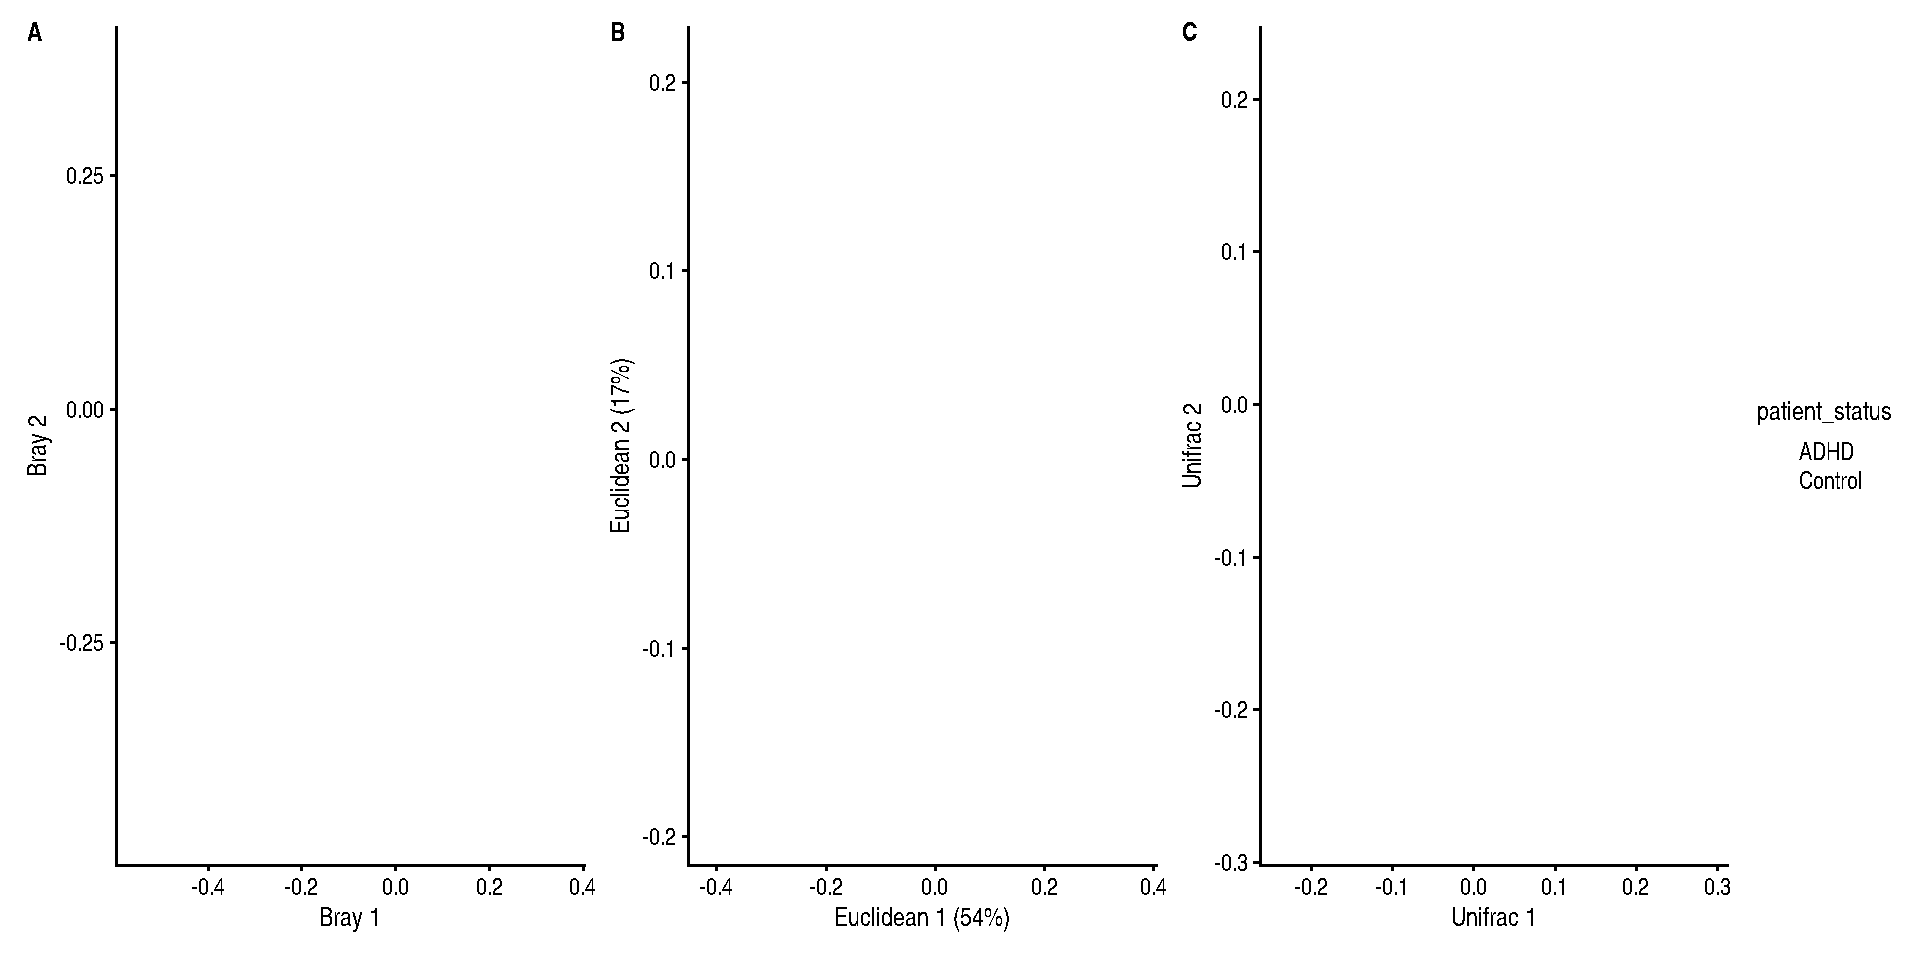 A
0.25
0.00
-0.25
Bray 2
-0.4 -0.2 0.0 0.2 0.4
Bray 1
B
0.2
0.1
0.0
-0.1
-0.2
Euclidean 2 (17%)
-0.4 -0.2 0.0 0.2 0.4
Euclidean 1 (54%)
C
0.2
0.1
0.0
-0.1
-0.2
-0.3
Unifrac 2
-0.2 -0.1 0.0 0.1 0.2 0.3
Unifrac 1
patient_status
ADHD
Control